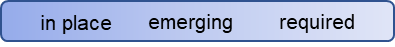 in place emerging required